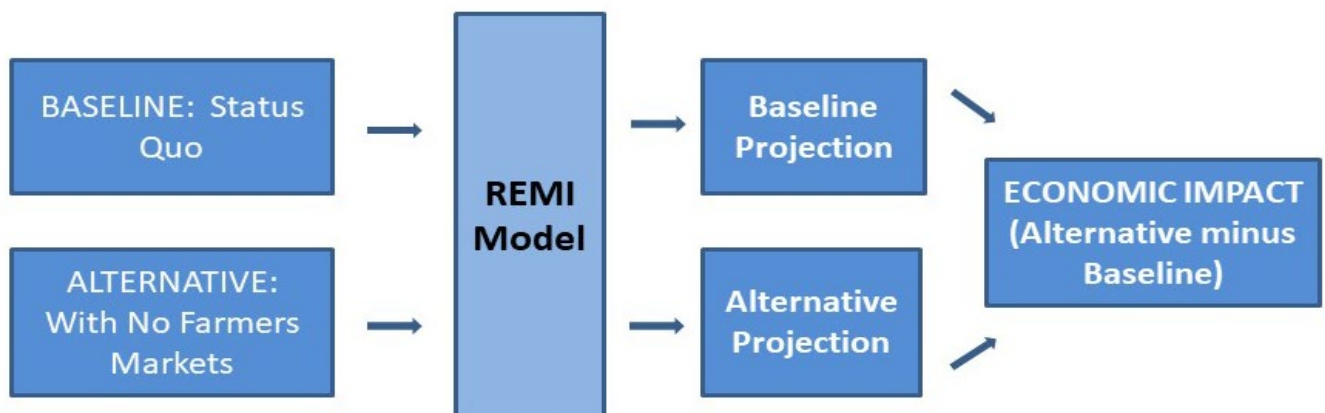 BASELINE: Status
Quo
ALTERNATIVE:
With No Farmers
Markets
REMI
Model
Baseline
Projection
Alternative
Projection
ECONOMIC IMPACT
(Alternative minus
Baseline)